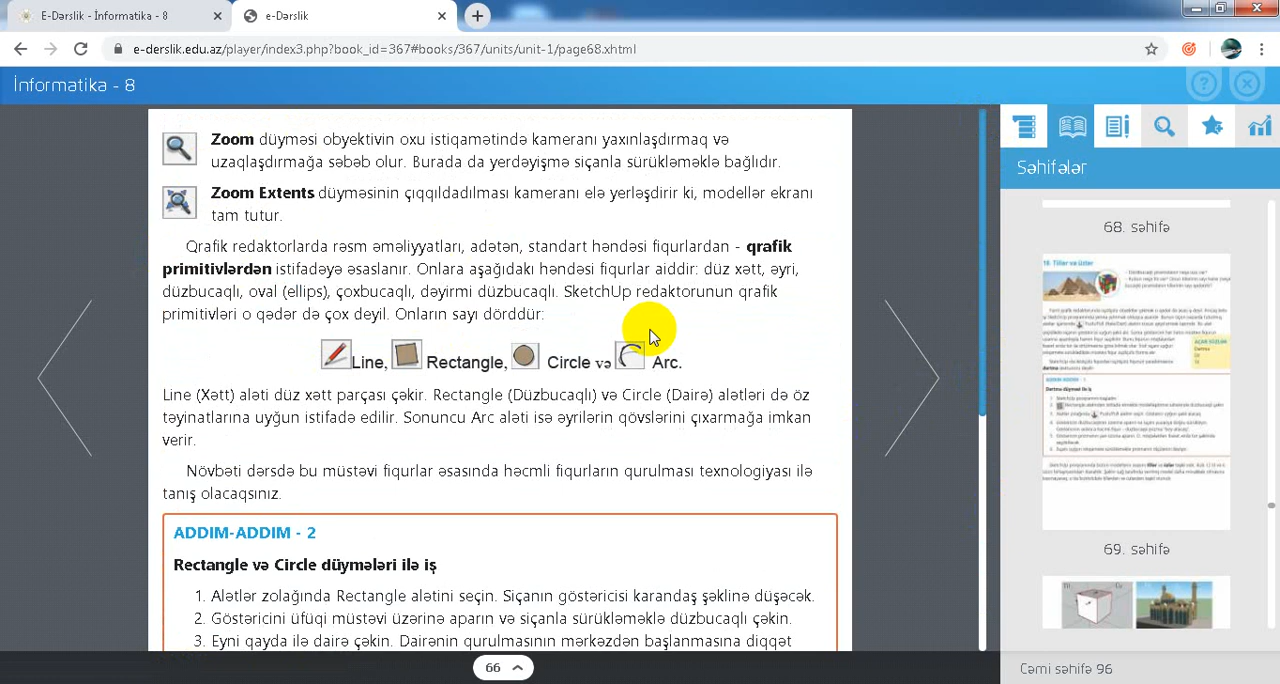 E-Dərslik - İnformatika - 8
e-Dərslik
e-derslik.edu.az/player/index3.php?book_id=367#books/367/units/unit-1/page68.xhtml
İnformatika - 8
Zoom düyməsi obyektin oxu istiqamətində kameranı yaxınlaşdırmaq və
uzaqlaşdırmağa səbəb olur. Burada da yerdəyişmə siçanla sürükləməklə bağlıdır.
Zoom Extents düyməsinin çıqqıldadılması kameranı elə yerləşdirir ki, modellər ekranı
tam tutur.
Qrafik redaktorlarda rəsm əməliyyatları, adətən, standart həndəsi fiqurlardan - qrafik
primitivlərdən istifadəyə əsaslanır. Onlara aşağıdakı həndəsi fiqurlar aiddir: düz xətt, əyri,
düzbucaqlı, oval (ellips), çoxbucaqlı, dəyirmi düzbucaqlı. SketchUp redaktorunun qrafik
primitivləri o qədər də çox deyil. Onların sayı dörddür:
Line, Rectangle, Circle və Arc.
Line (Xətt) aləti düz xətt parçası çəkir. Rectangle (Düzbucaqlı) və Circle (Dairə) alətləri də öz
təyinatlarına uyğun istifadə olunur. Arc (Qövs) alətləri isə əyrilərin qövslərini çıxarmağa imkan
verir.
Növbəti dərsdə bu müstəvi fiqurlar əsasında həcmli fiqurların qurulması texnologiyası ilə
tanış olacaqsınız.
ADDIM-ADDIM - 2
Rectangle və Circle düymələri ilə iş
1. Alətlər zolağında Rectangle alətini seçin. Siçanın göstəricisi karandaş şəklinə düşəcək.
2. Göstəricini üfüqi müstəvi üzərinə aparın və siçanla sürükləməklə düzbucaqlı çəkin.
3. Eyni qayda ilə dairə çəkin. Dairənin qurulmasının mərkəzdən başlanmasına diqqət
66
Səhifələr
68. səhifə
18. Tillər və üzlər
69. səhifə
Cəmi səhifə 96